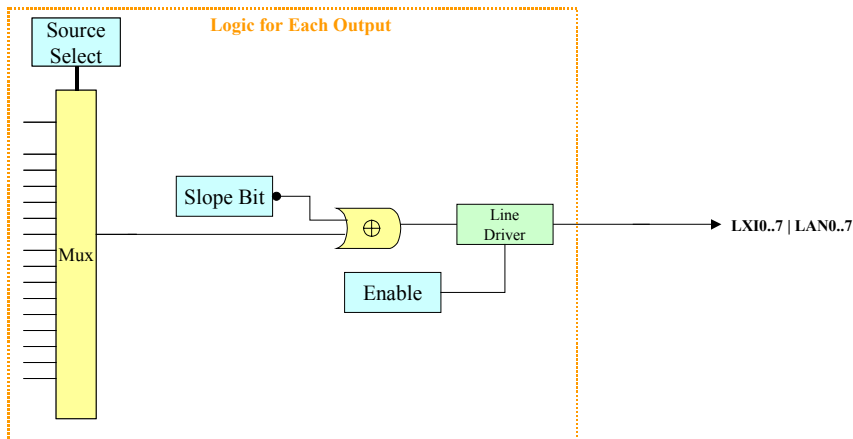 Logic for Each Output
Source
Select
Mux
Slope Bit
⊕
Line
Driver
Enable
LXI0..7 | LAN0..7